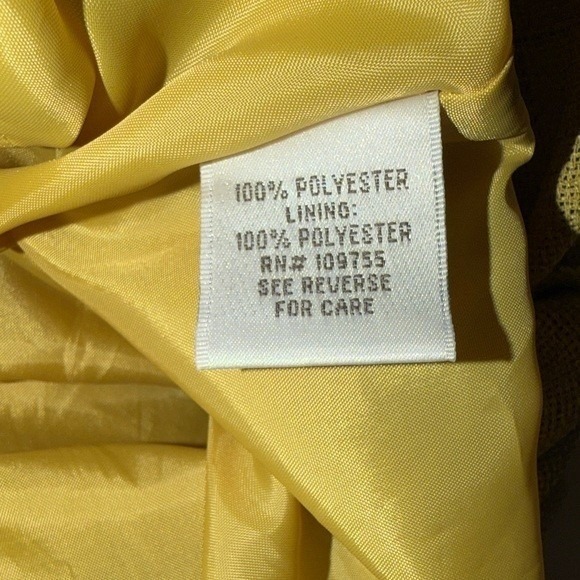 100% POLYESTER
LINING:
100% POLYESTER
RN# 109755
SEE REVERSE
FOR CARE